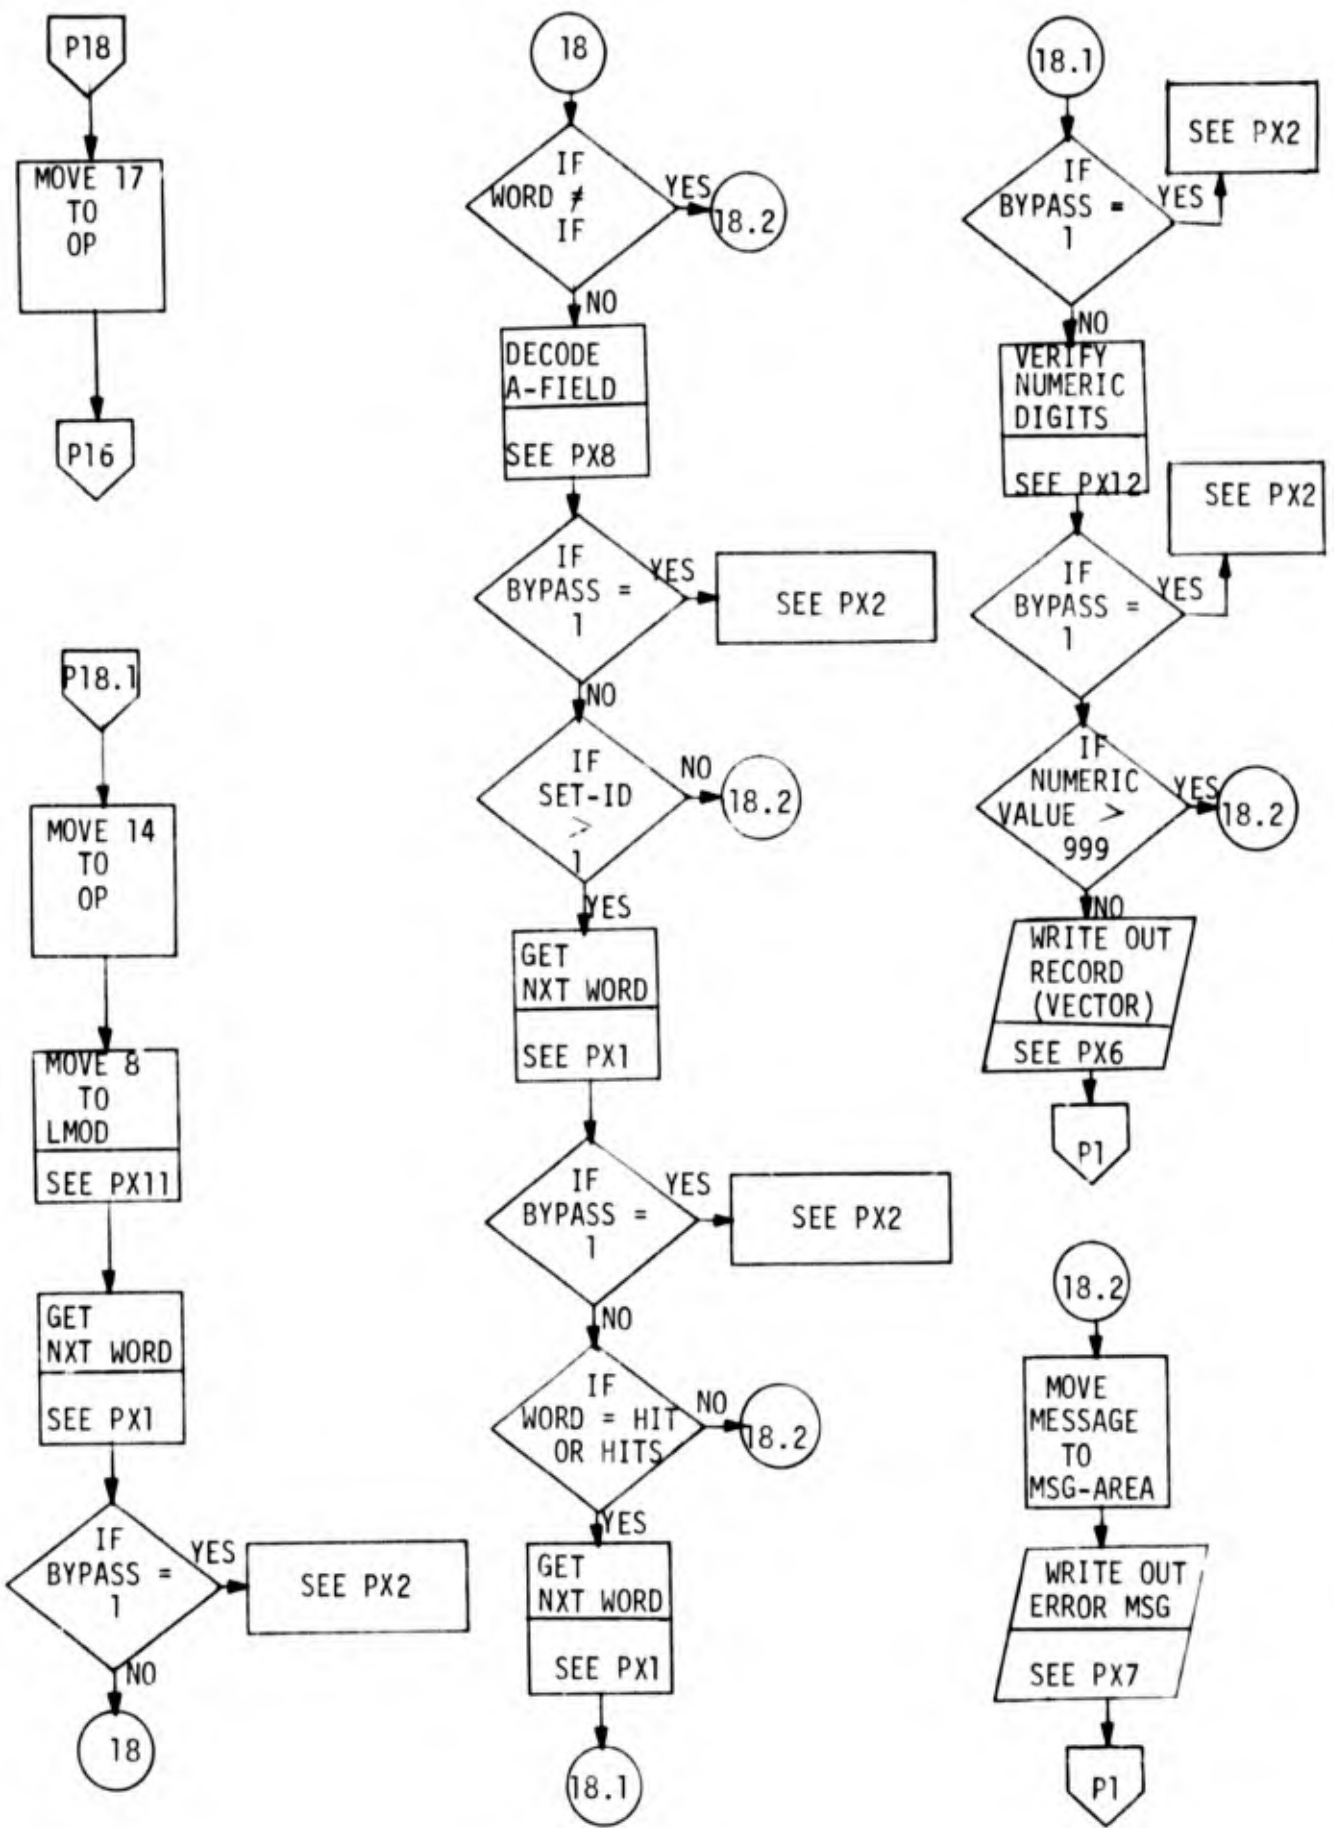 P18
MOVE 17
TO
OP
P16
P18.1
MOVE 14
TO
OP
MOVE 8
TO
LMOD
SEE PX11
GET
NXT WORD
SEE PX1
IF
BYPASS =
1
YES
SEE PX2
NO
18
18
IF
WORD ≠
IF
YES
18.2
NO
DECODE
A-FIELD
SEE PX8
IF
BYPASS =
1
YES
SEE PX2
NO
IF
SET-ID
>
1
NO
18.2
YES
GET
NXT WORD
SEE PX1
IF
BYPASS =
1
YES
SEE PX2
NO
IF
WORD = HIT
OR HITS
NO
18.2
YES
GET
NXT WORD
SEE PX1
18.1
18.1
IF
BYPASS =
1
YES
SEE PX2
NO
VERIFY
NUMERIC
DIGITS
SEE PX12
IF
BYPASS =
1
YES
SEE PX2
IF
NUMERIC
VALUE >
999
YES
18.2
NO
WRITE OUT
RECORD
(VECTOR)
SEE PX6
P1
18.2
MOVE
MESSAGE
TO
MSG-AREA
WRITE OUT
ERROR MSG
SEE PX7
P1